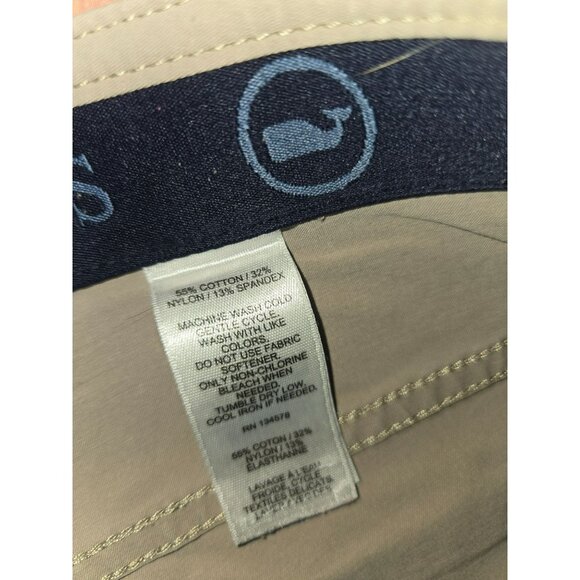 S
55% COTTON / 32%
NYLON / 13% SPANDEX
MACHINE WASH COLD
GENTLE CYCLE.
WASH WITH LIKE
COLORS.
DO NOT USE FABRIC
SOFTENER.
ONLY NON-CHLORINE
BLEACH WHEN
NEEDED.
TUMBLE DRY LOW.
COOL IRON IF NEEDED.
RN 134578
55% COTON / 32%
NYLON / 13%
ELASTHANNE
LAVAGE À L'EAU
FROIDE, CYCLE
TEXTILES DELICATS.